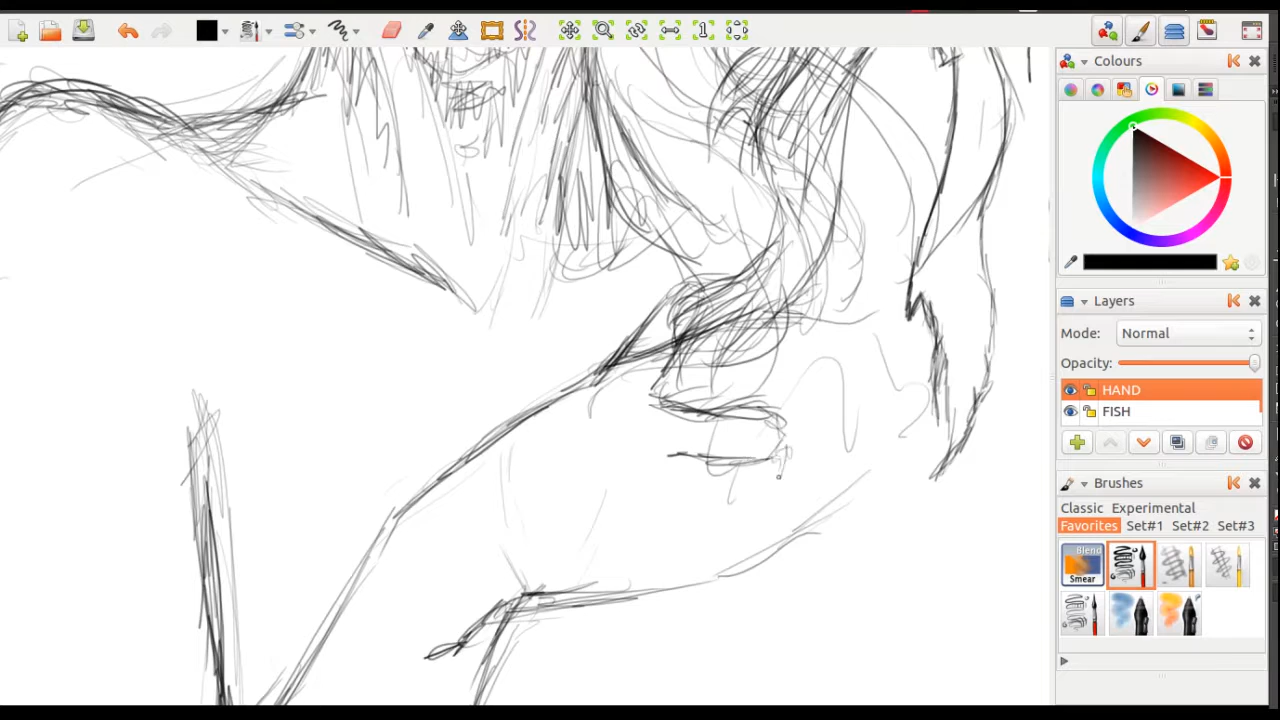 1
Colours
Layers
Mode: Normal
Opacity:
HAND
FISH
Brushes
Classic Experimental
Favorites Set#1 Set#2 Set#3
Blend
Smear